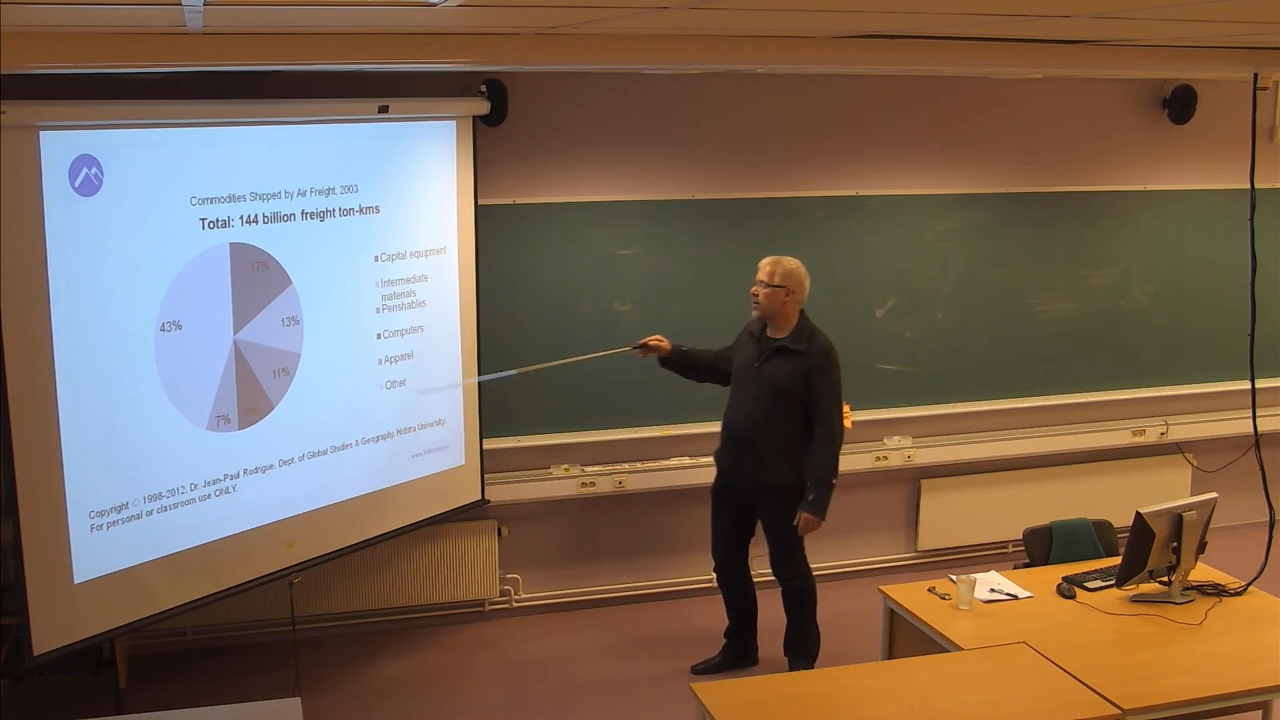 Commodities Shipped by Air Freight, 2003
Total: 144 billion freight ton-kms
17%
13%
11%
7%
43%
Capital equipment
Intermediate
materials
Perishables
Computers
Apparel
Other
Copyright © 1998-2012, Dr. Jean-Paul Rodrigue, Dept. of Global Studies & Geography, Hofstra University.
For personal or classroom use ONLY.